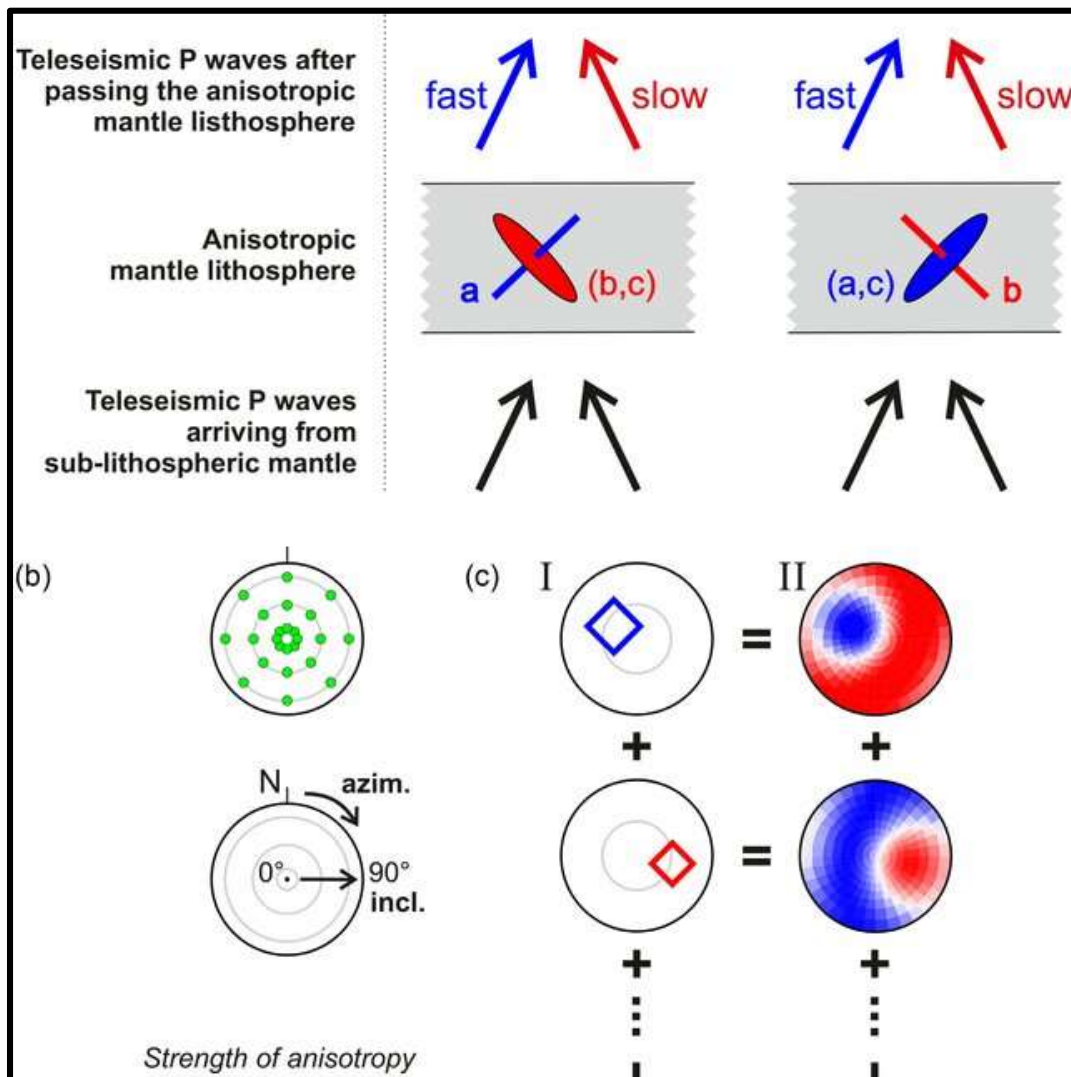 Teleseismic P waves after
passing the anisotropic
mantle listhosphere
fast
slow
fast
slow
Anisotropic
mantle lithosphere
a
(b,c)
(a,c)
b
Teleseismic P waves
arriving from
sub-lithospheric mantle
(b)
(c)
I
II
=
+
+
N
azim.
0°
90°
incl.
=
+
+
Strength of anisotropy